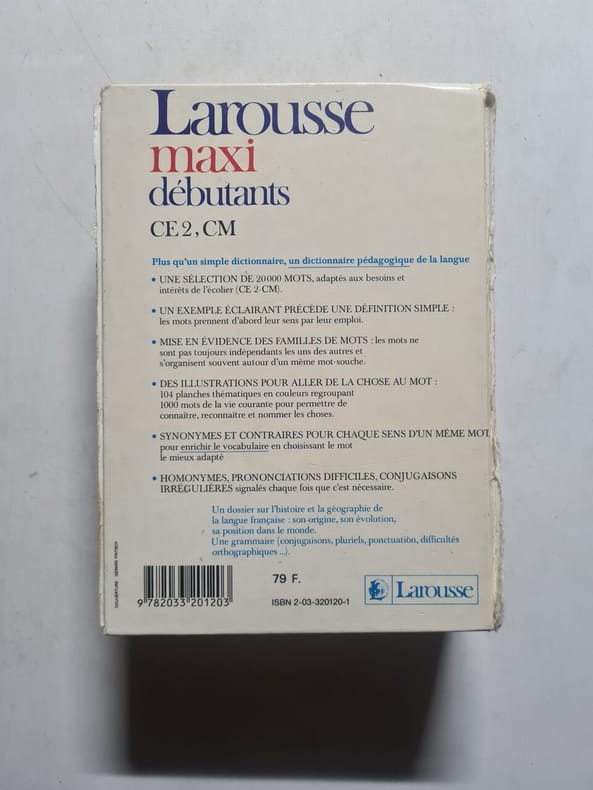 Larousse
maxi
débutants
CE 2, CM
Plus qu'un simple dictionnaire, un dictionnaire pédagogique de la langue
• UNE SÉLECTION DE 20000 MOTS, adaptés aux besoins et
intérêts de l'écolier (CE 2-CM).
• UN EXEMPLE ÉCLAIRANT PRÉCÈDE UNE DÉFINITION SIMPLE :
les mots prennent d'abord leur sens par leur emploi.
• MISE EN ÉVIDENCE DES FAMILLES DE MOTS : les mots ne
sont pas toujours indépendants les uns des autres et
s'organisent souvent autour d'un même mot-souche.
• DES ILLUSTRATIONS POUR ALLER DE LA CHOSE AU MOT :
104 planches thématiques en couleurs regroupant
1000 mots de la vie courante pour permettre de
connaître, reconnaître et nommer les choses.
• SYNONYMES ET CONTRAIRES POUR CHAQUE SENS D'UN MÊME MOT,
pour enrichir le vocabulaire en choisissant le mot
le mieux adapté
• HOMONYMES, PRONONCIATIONS DIFFICILES, CONJUGAISONS
IRRÉGULIÈRES signalés chaque fois que c'est nécessaire.
Un dossier sur l'histoire et la géographie de
la langue française : son origine, son évolution,
sa position dans le monde.
Une grammaire (conjugaisons, pluriels, ponctuation, difficultés
orthographiques ...).
COUVERTURE : GÉRARD FRITSCH
9 782033 201203
79 F.
ISBN 2-03-320120-1
Larousse